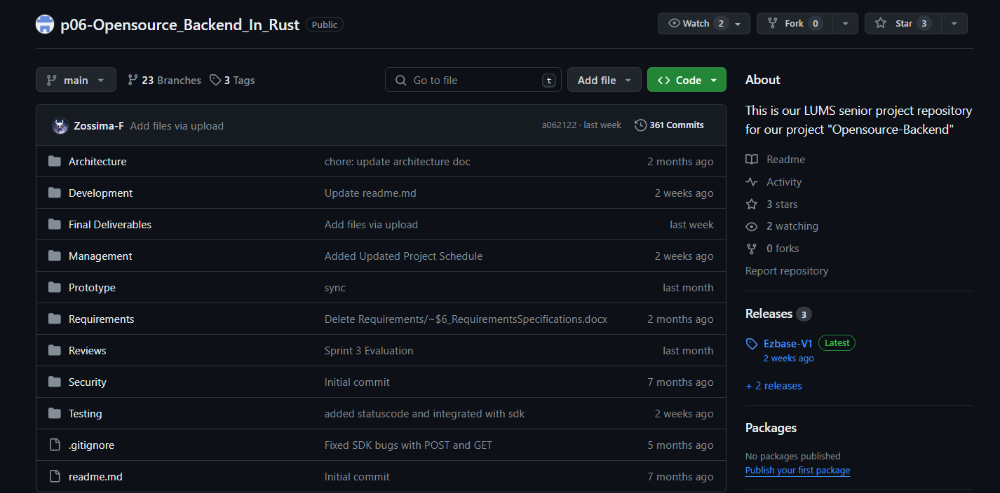 p06-Opensource_Backend_In_Rust Public Watch 2 Fork 0 Star 3
main 23 Branches 3 Tags Go to file t Add file Code
Zossima-F Add files via upload a062122 · last week 361 Commits
Architecture chore: update architecture doc 2 months ago
Development Update readme.md 2 weeks ago
Final Deliverables Add files via upload last week
Management Added Updated Project Schedule 2 weeks ago
Prototype sync last month
Requirements Delete Requirements/~$6_RequirementsSpecifications.docx 2 months ago
Reviews Sprint 3 Evaluation last month
Security Initial commit 7 months ago
Testing added statuscode and integrated with sdk 2 weeks ago
.gitignore Fixed SDK bugs with POST and GET 5 months ago
readme.md Initial commit 7 months ago
About
This is our LUMS senior project repository
for our project "Opensource-Backend"
Readme
Activity
3 stars
2 watching
0 forks
Report repository
Releases 3
Ezbase-V1 Latest
2 weeks ago
+ 2 releases
Packages
No packages published
Publish your first package